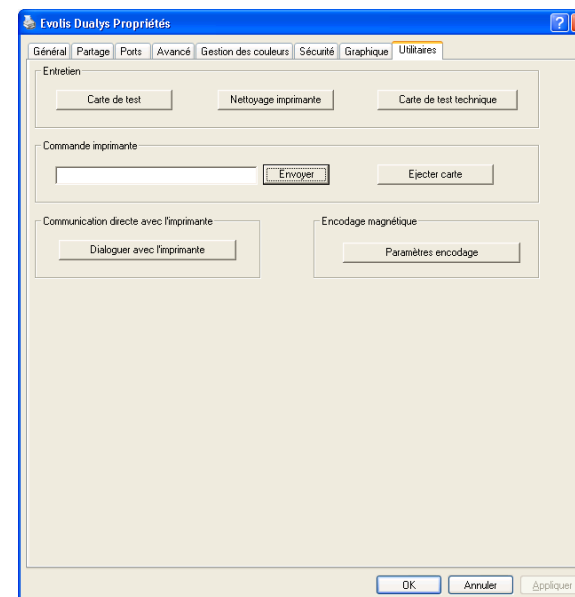 Evolis Dualys Propriétés
Général Partage Ports Avancé Gestion des couleurs Sécurité Graphique Utilitaires
Entretien
Carte de test Nettoyage imprimante Carte de test technique
Commande imprimante
Envoyer Ejecter carte
Communication directe avec l'imprimante Encodage magnétique
Dialoguer avec l'imprimante Paramètres encodage
OK Annuler Appliquer